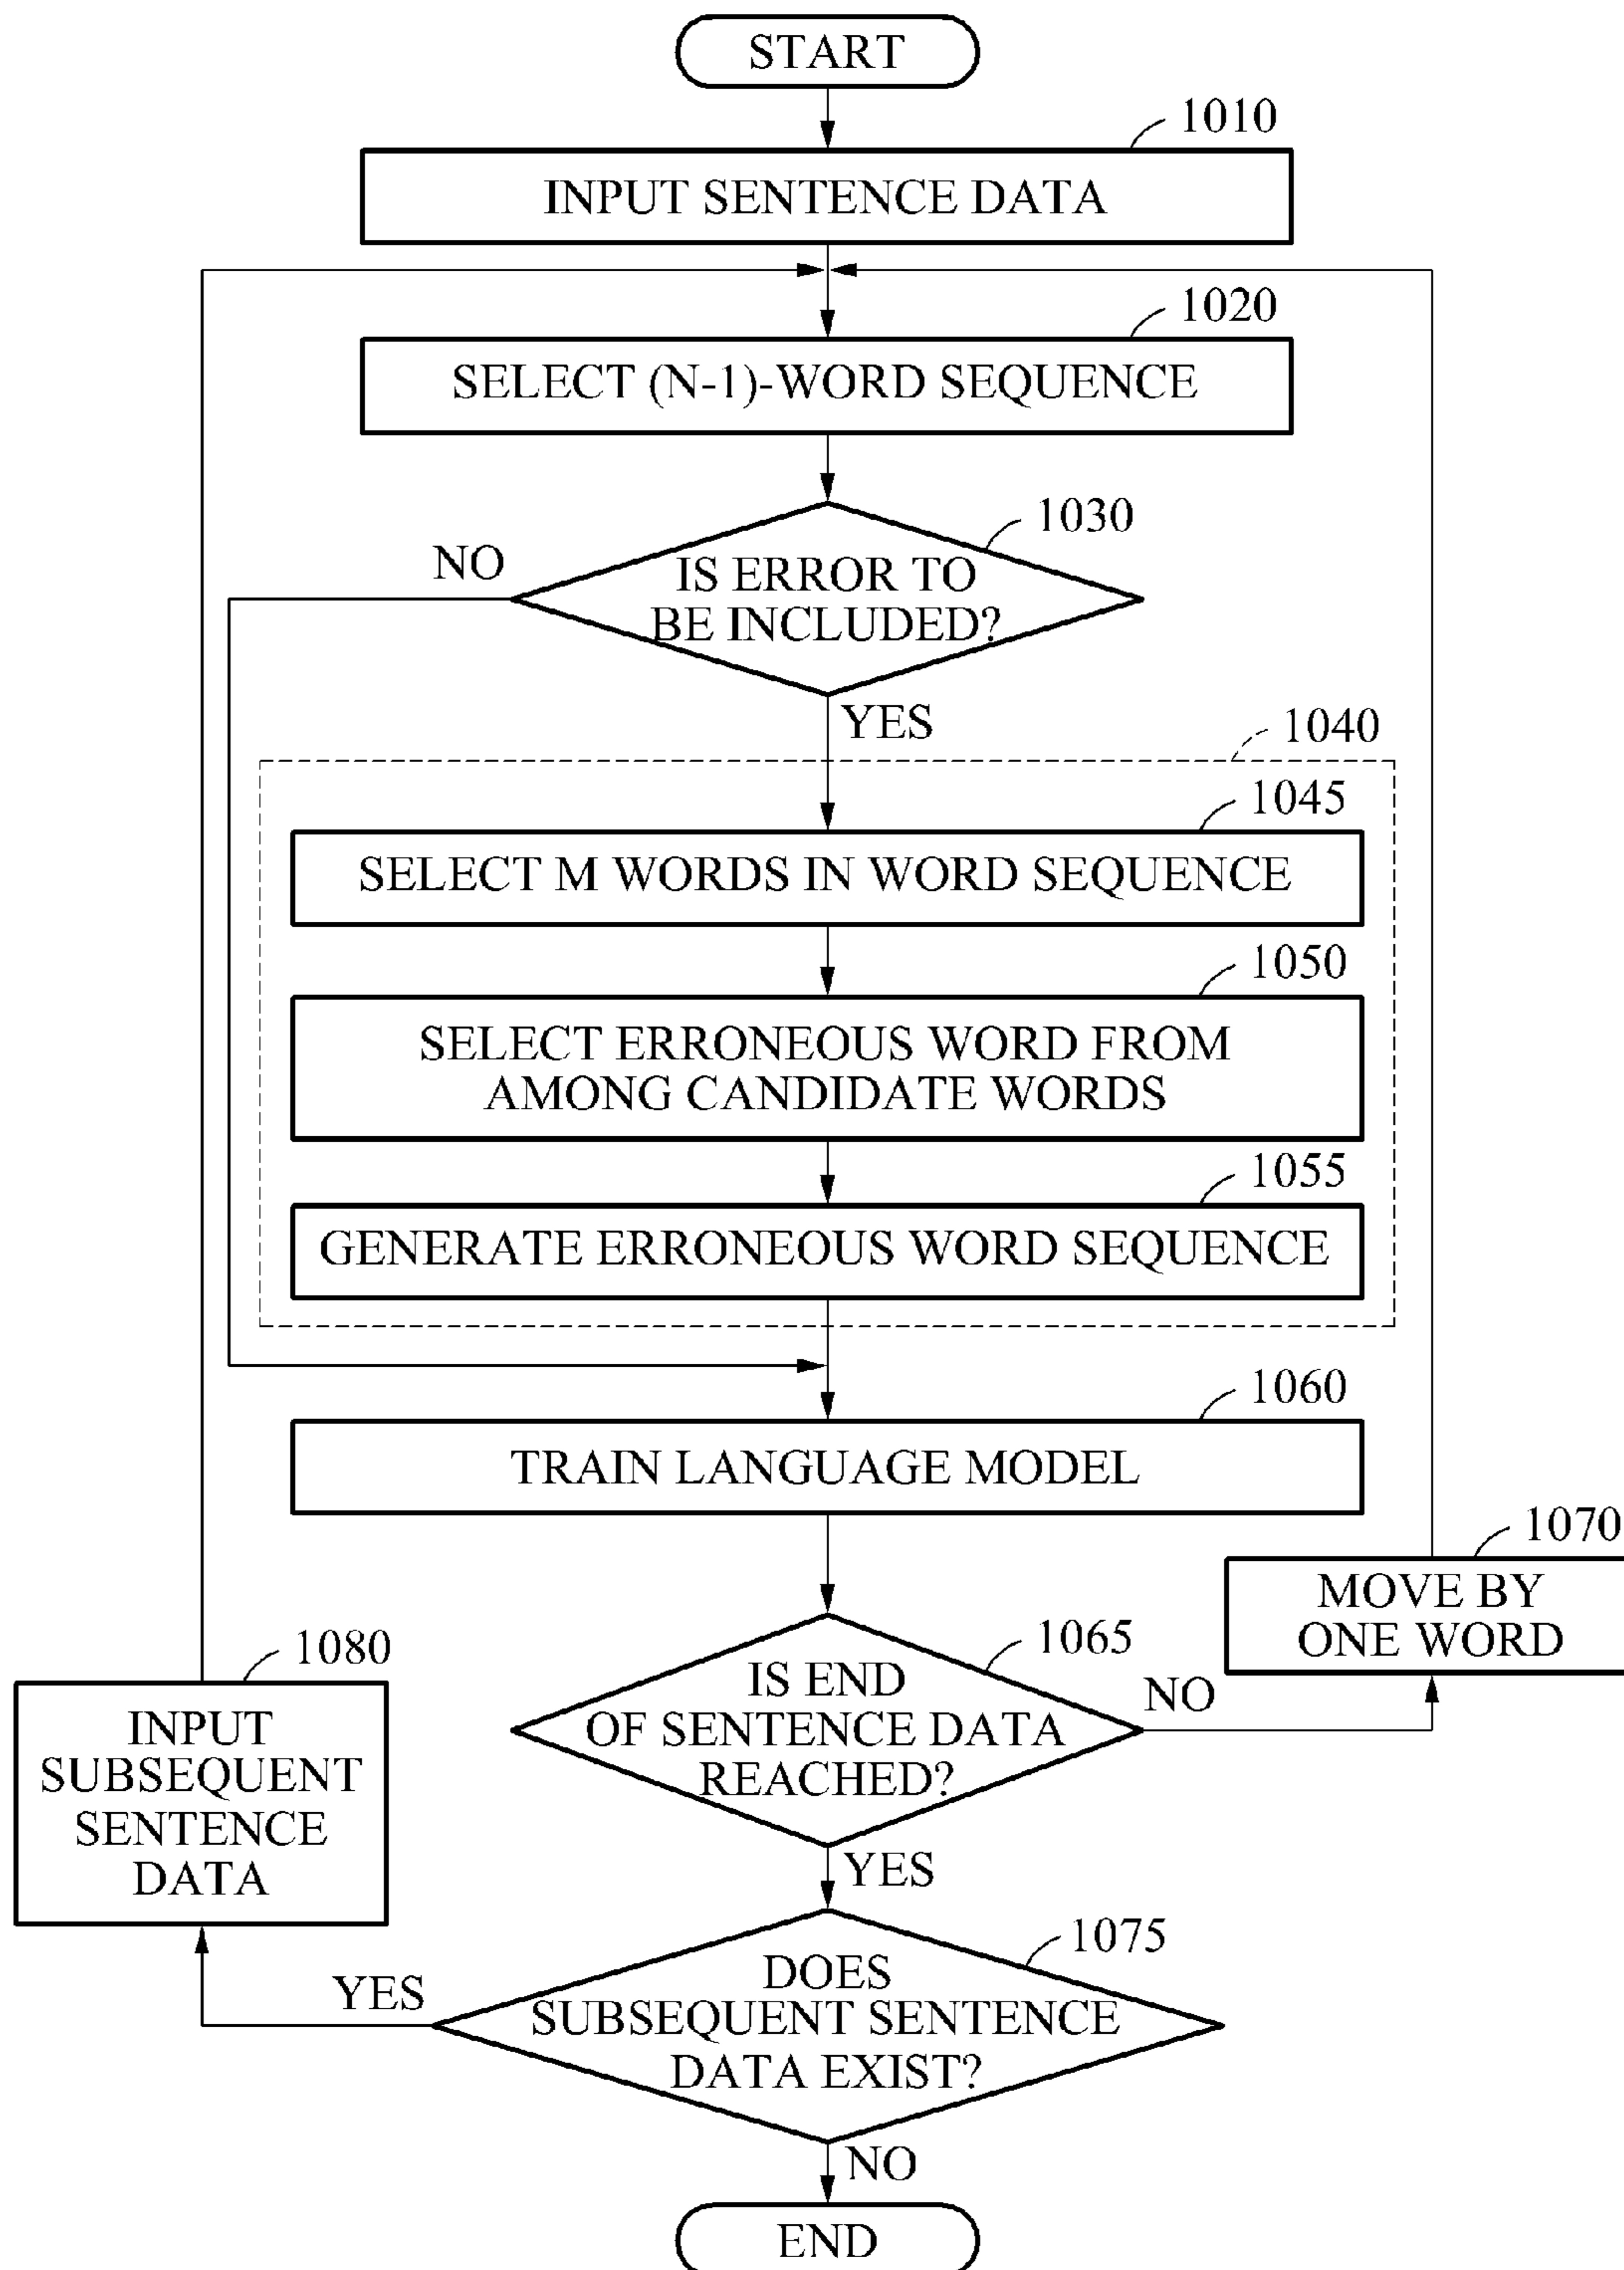 START
1010
INPUT SENTENCE DATA
1020
SELECT (N-1)-WORD SEQUENCE
1030
NO
IS ERROR TO
BE INCLUDED?
YES
1040
1045
SELECT M WORDS IN WORD SEQUENCE
1050
SELECT ERRONEOUS WORD FROM
AMONG CANDIDATE WORDS
1055
GENERATE ERRONEOUS WORD SEQUENCE
1060
TRAIN LANGUAGE MODEL
1070
MOVE BY
ONE WORD
1065
IS END
OF SENTENCE DATA
REACHED?
NO
1080
INPUT
SUBSEQUENT
SENTENCE
DATA
YES
1075
DOES
SUBSEQUENT SENTENCE
DATA EXIST?
YES
NO
END